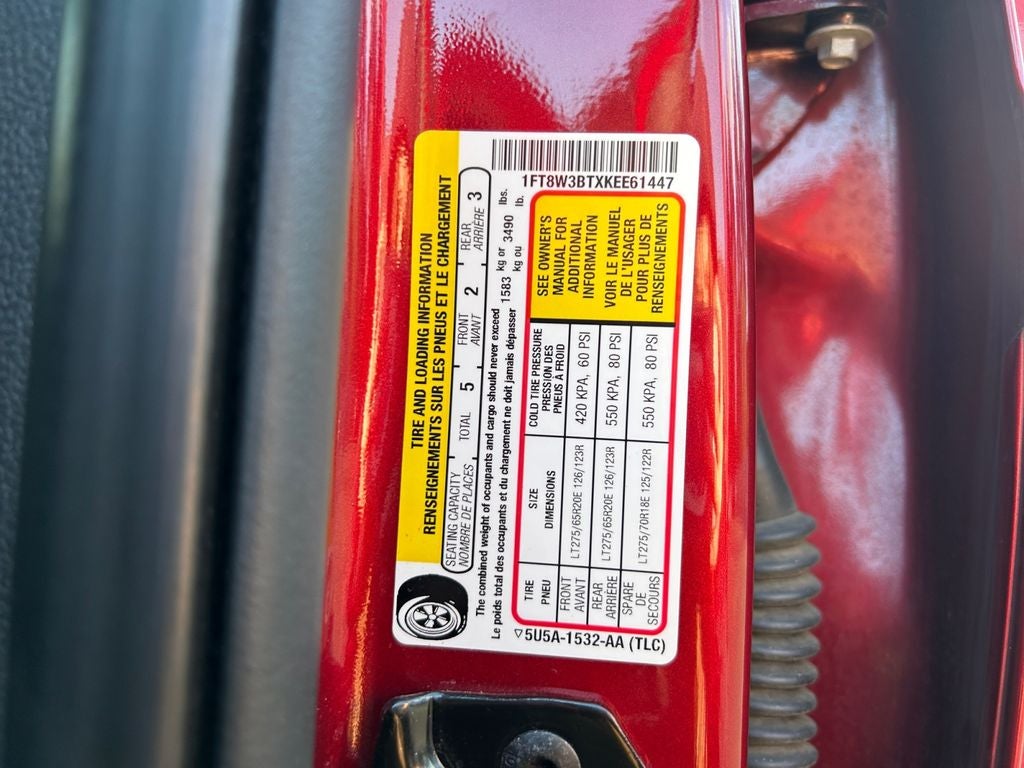 TIRE AND LOADING INFORMATION
RENSEIGNEMENTS SUR LES PNEUS ET LE CHARGEMENT
SEATING CAPACITY TOTAL 5 FRONT 2 REAR 3
NOMBRE DE PLACES AVANT ARRIÈRE
The combined weight of occupants and cargo should never exceed 1583 kg or 3490 lbs.
Le poids total des occupants et du chargement ne doit jamais dépasser kg ou lb.
TIRE SIZE COLD TIRE PRESSURE
PNEU DIMENSIONS PRESSION DES
PNEUS À FROID
FRONT LT275/65R20E 126/123R 420 KPA, 60 PSI
AVANT
REAR LT275/65R20E 126/123R 550 KPA, 80 PSI
ARRIÈRE
SPARE LT275/70R18E 125/122R 550 KPA, 80 PSI
DE
SECOURS
SEE OWNER'S
MANUAL FOR
ADDITIONAL
INFORMATION
VOIR LE MANUEL
DE L'USAGER
POUR PLUS DE
RENSEIGNEMENTS
1FT8W3BTXKEE61447
▽5U5A-1532-AA (TLC)